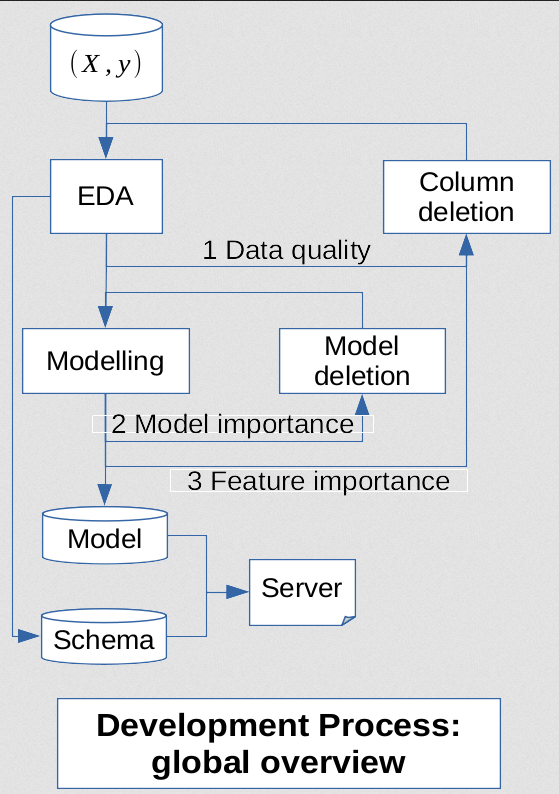 (X , y)
EDA
Column
deletion
1 Data quality
Modelling
Model
deletion
2 Model importance
3 Feature importance
Model
Server
Schema
Development Process:
global overview